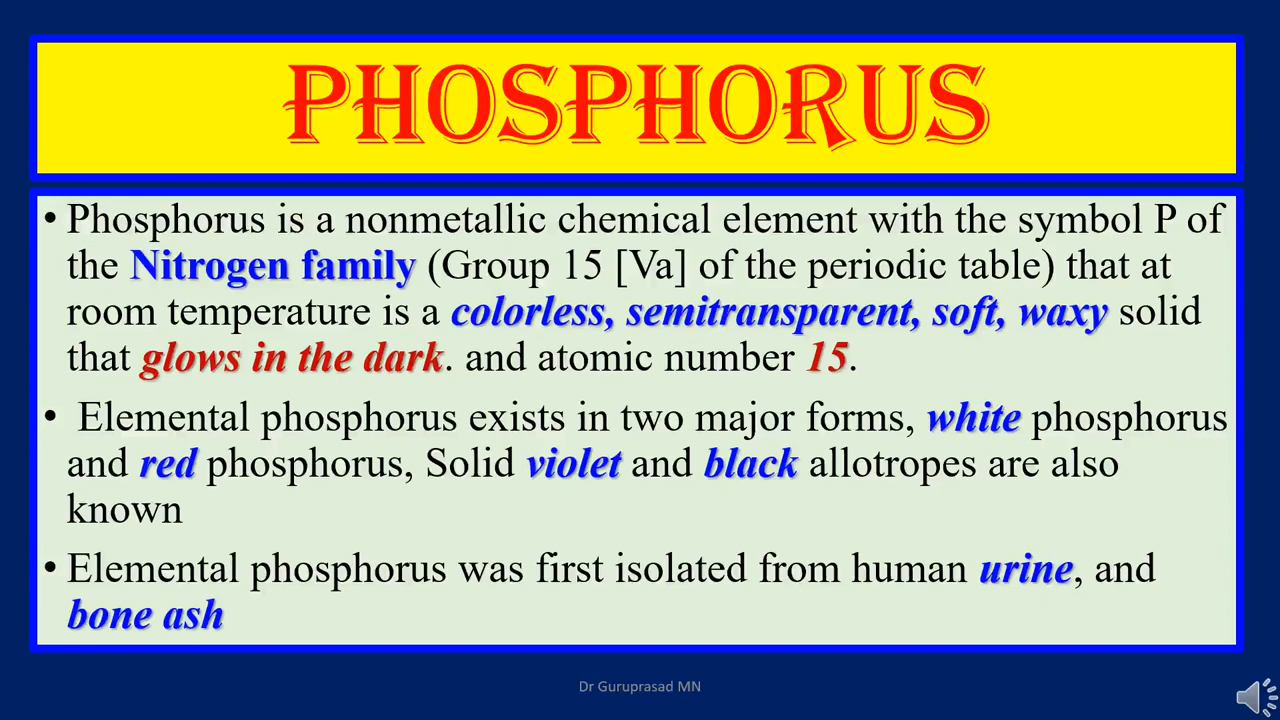 PHOSPHORUS
• Phosphorus is a nonmetallic chemical element with the symbol P of
the Nitrogen family (Group 15 [Va] of the periodic table) that at
room temperature is a colorless, semitransparent, soft, waxy solid
that glows in the dark. and atomic number 15.
• Elemental phosphorus exists in two major forms, white phosphorus
and red phosphorus, Solid violet and black allotropes are also
known
• Elemental phosphorus was first isolated from human urine, and
bone ash
Dr Guruprasad MN